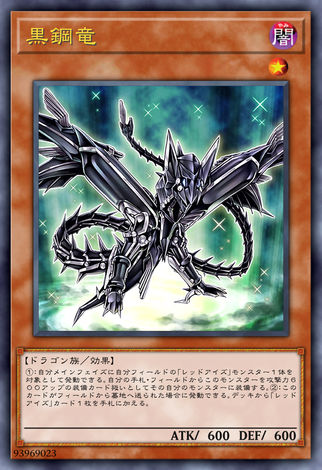 黒鋼竜
やみ
闇
【ドラゴン族／効果】
①：自分メインフェイズに自分フィールドの「レッドアイズ」モンスター１体を
対象として発動できる。自分の手札・フィールドからこのモンスターを攻撃力６
００アップの装備カード扱いとしてその自分のモンスターに装備する。②：この
カードがフィールドから墓地へ送られた場合に発動できる。デッキから「レッド
アイズ」カード１枚を手札に加える。
ATK/ 600 DEF/ 600
93969023